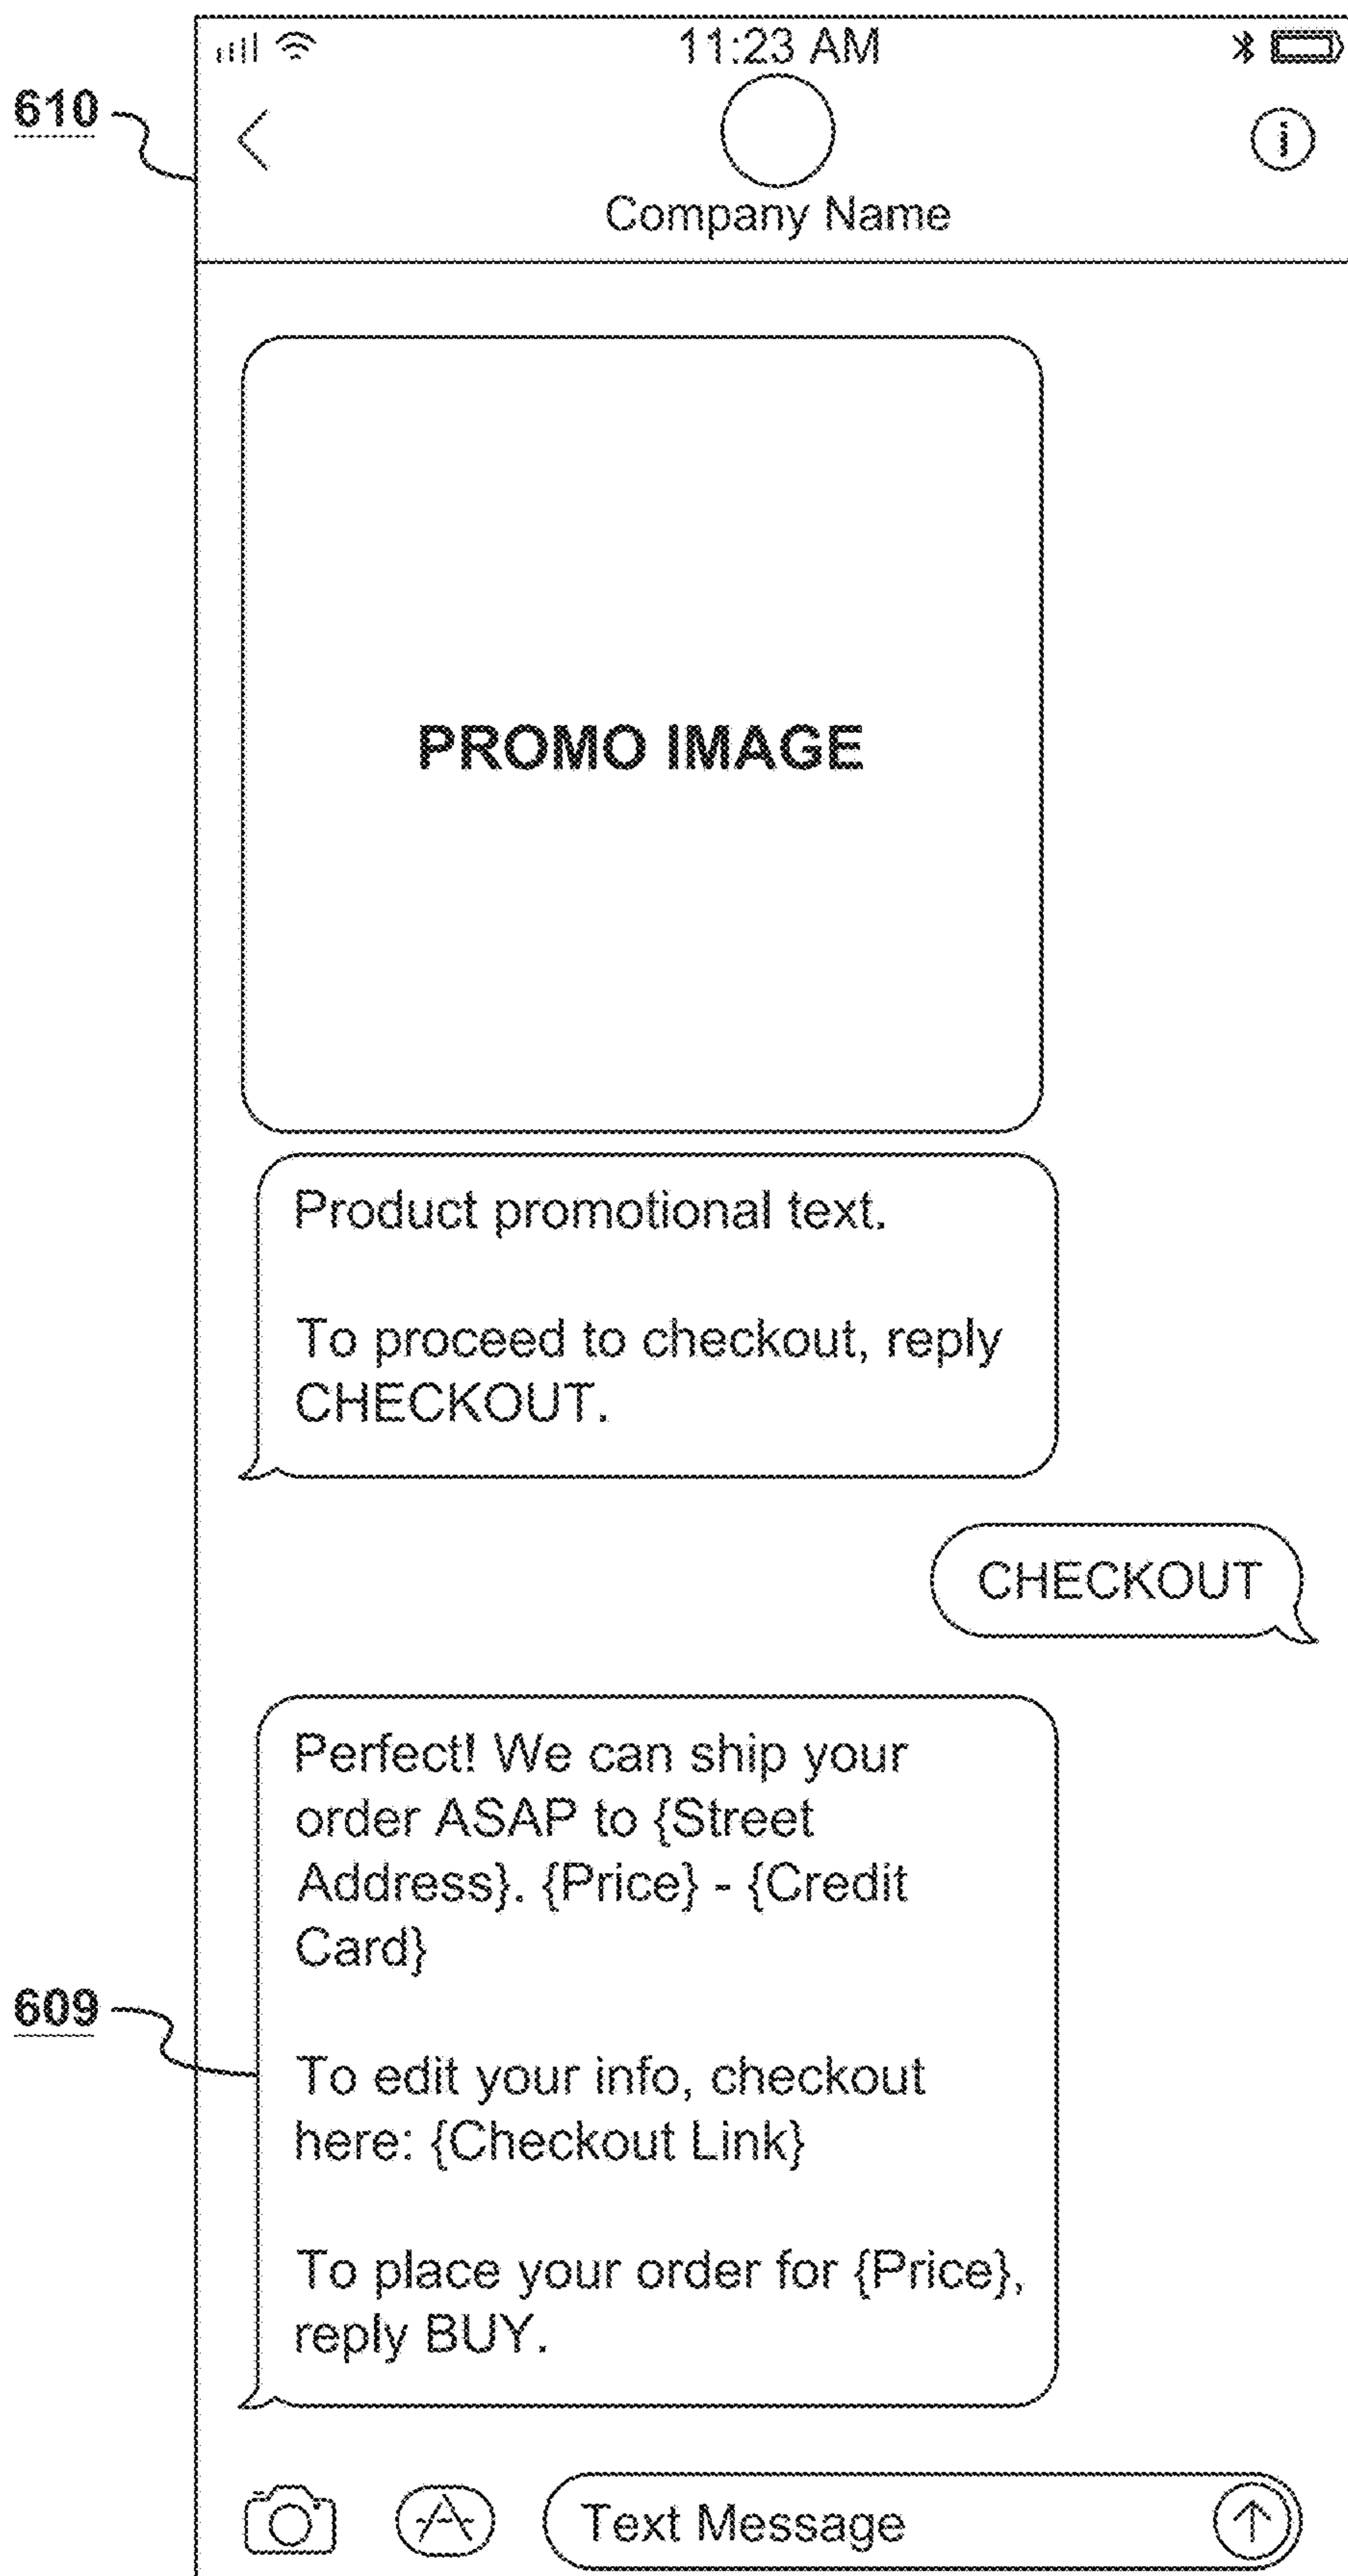 11:23 AM
610
Company Name
PROMO IMAGE
Product promotional text.
To proceed to checkout, reply
CHECKOUT.
CHECKOUT
Perfect! We can ship your
order ASAP to {Street
Address}. {Price} - {Credit
Card}
609
To edit your info, checkout
here: {Checkout Link}
To place your order for {Price},
reply BUY.
Text Message